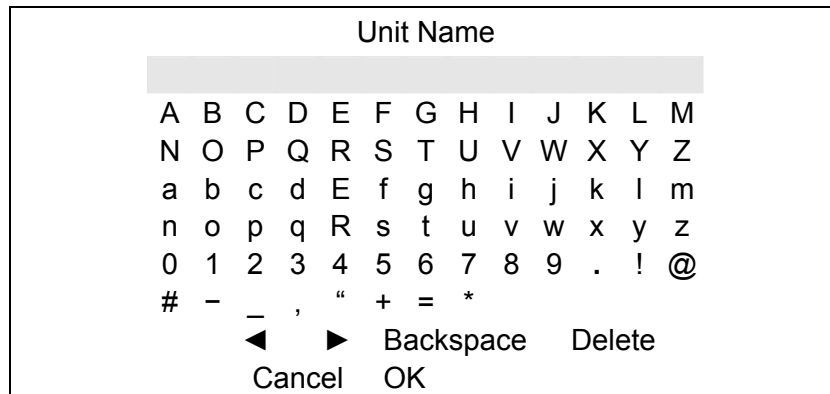 Unit Name
A B C D E F G H I J K L M
N O P Q R S T U V W X Y Z
a b c d E f g h i j k l m
n o p q R s t u v w x y z
0 1 2 3 4 5 6 7 8 9 . ! @
# − _ , “ + = *
◄ ► Backspace Delete
Cancel OK